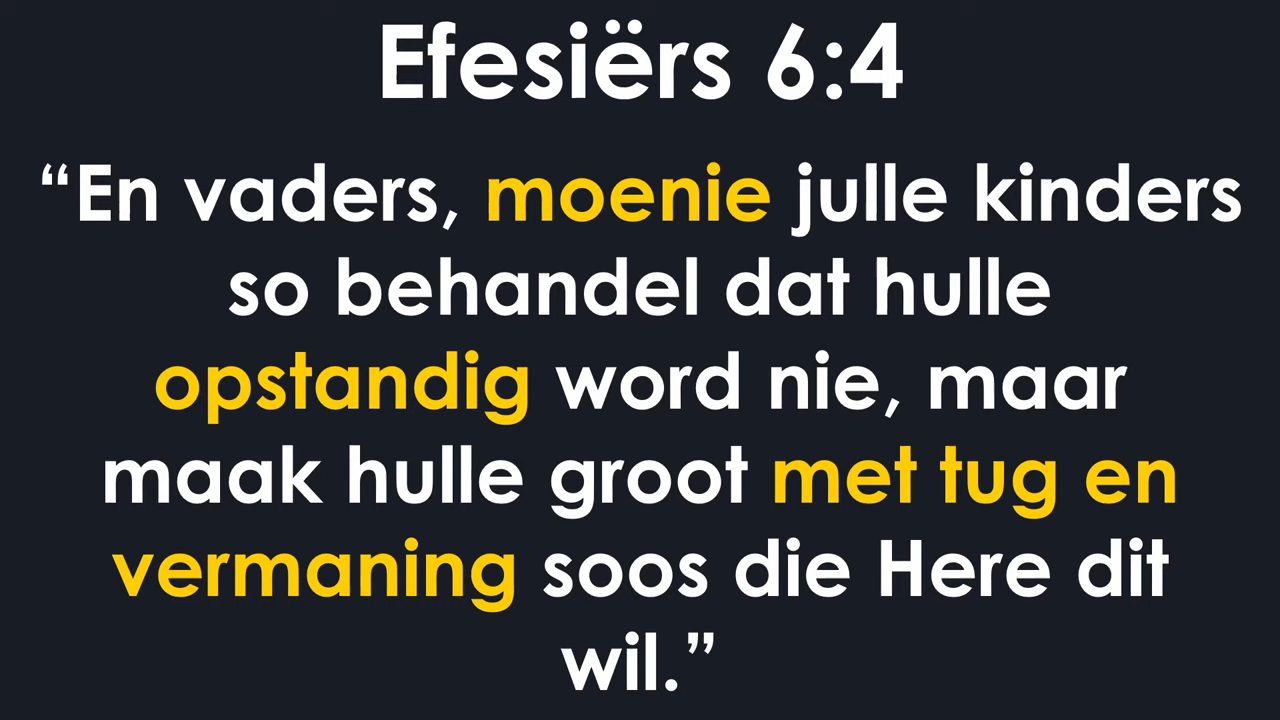 Efesiërs 6:4
“En vaders, moenie julle kinders
so behandel dat hulle
opstandig word nie, maar
maak hulle groot met tug en
vermaning soos die Here dit
wil.”